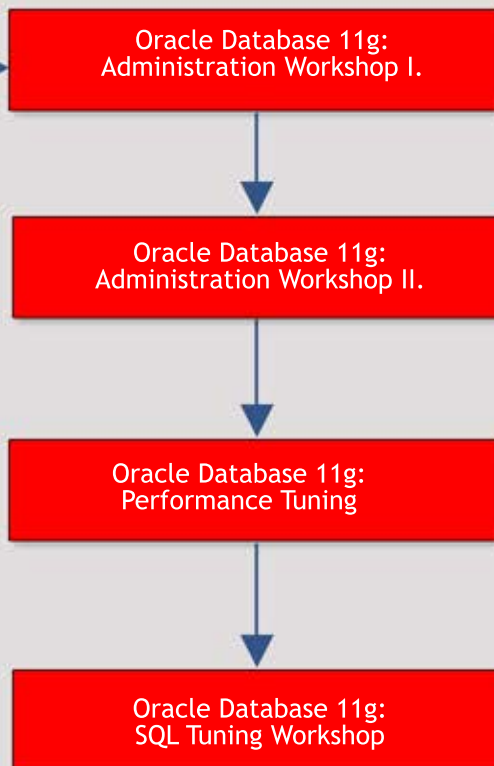 Oracle Database 11g:
Administration Workshop I.
Oracle Database 11g:
Administration Workshop II.
Oracle Database 11g:
Performance Tuning
Oracle Database 11g:
SQL Tuning Workshop